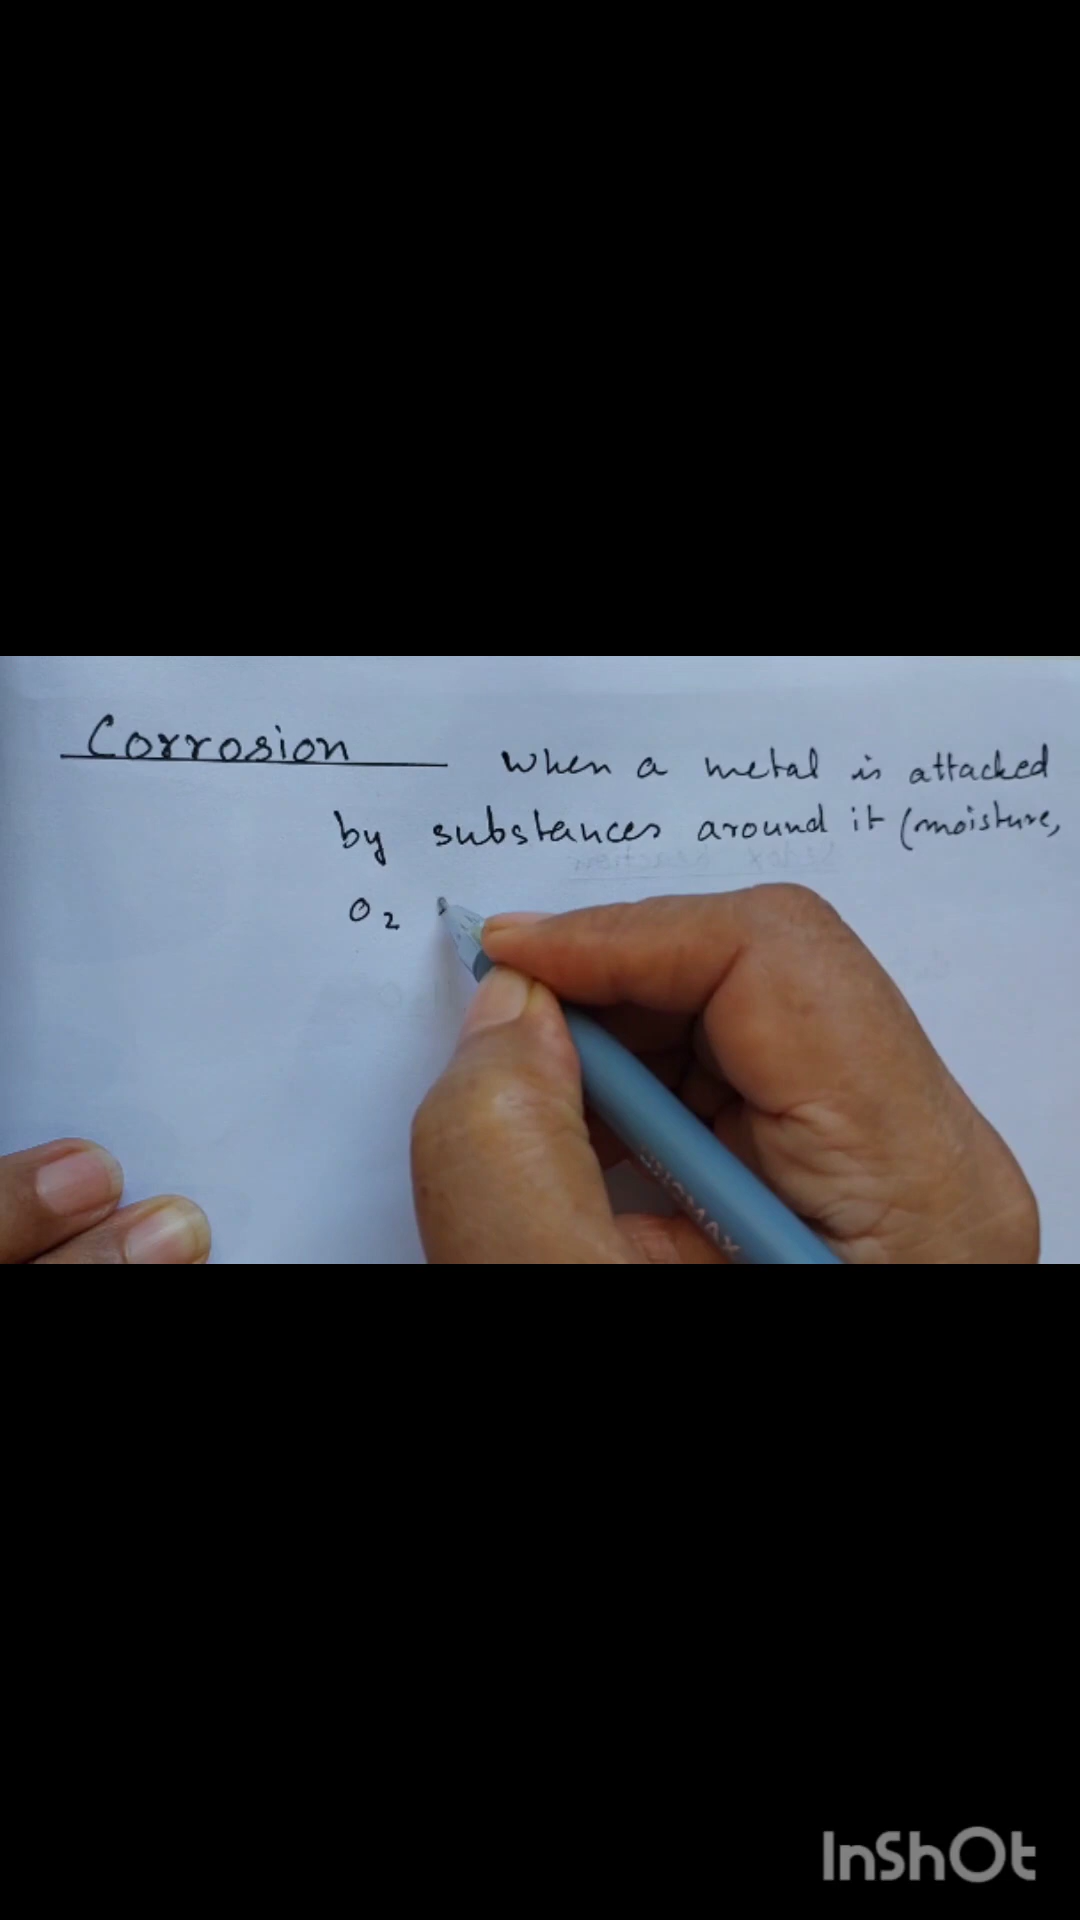 Corrosion When a metal is attacked
by substances around it (moisture,
O2
InShOt